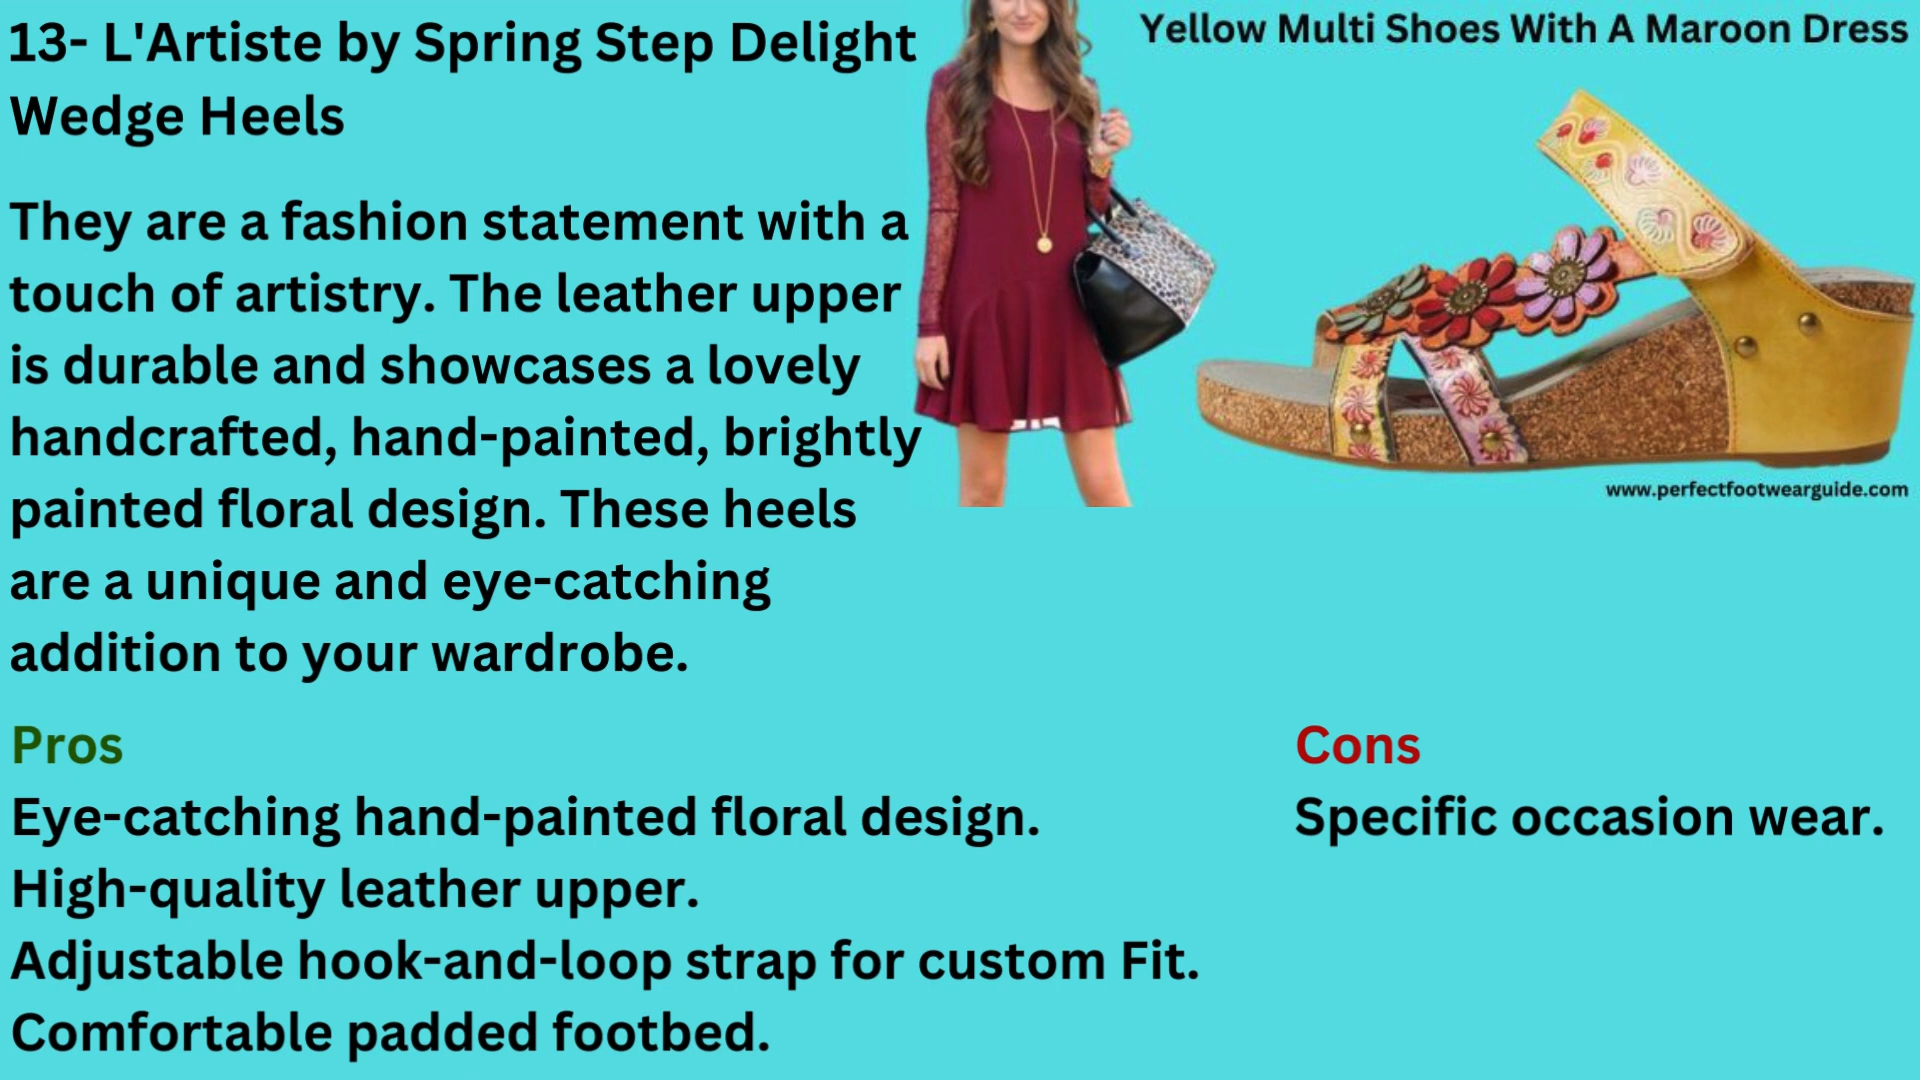 13- L'Artiste by Spring Step Delight
Wedge Heels
Yellow Multi Shoes With A Maroon Dress
They are a fashion statement with a
touch of artistry. The leather upper
is durable and showcases a lovely
handcrafted, hand-painted, brightly
painted floral design. These heels
are a unique and eye-catching
addition to your wardrobe.
www.perfectfootwearguide.com
Pros
Eye-catching hand-painted floral design.
High-quality leather upper.
Adjustable hook-and-loop strap for custom Fit.
Comfortable padded footbed.
Cons
Specific occasion wear.